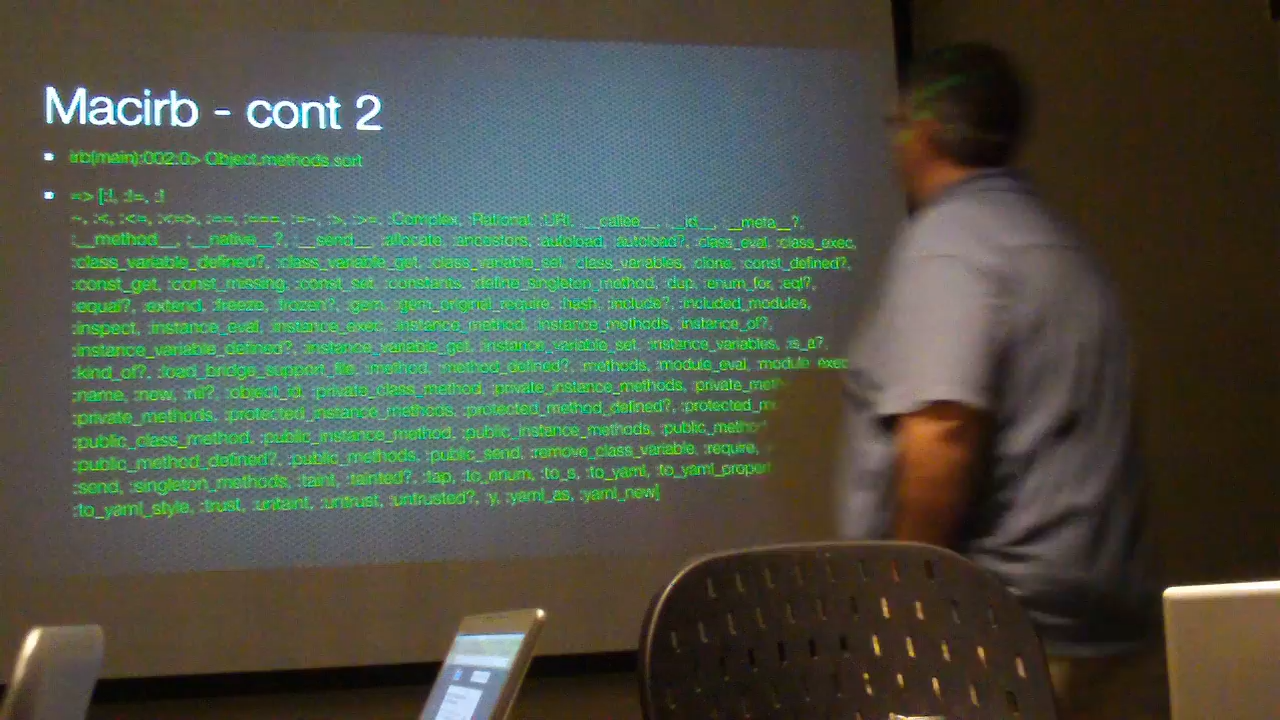 Macirb - cont 2
irb(main):002:0> Object.methods.sort
=> [:!, :!=, :!
~, :<, :<=, :<=>, :==, :===, :=~, :>, :>=, :Complex, :Rational, :URI, :__callee__, :__id__, :__meta__?,
:__method__, :__native__?, :__send__, :allocate, :ancestors, :autoload, :autoload?, :class_eval, :class_exec,
:class_variable_defined?, :class_variable_get, :class_variable_set, :class_variables, :clone, :const_defined?,
:const_get, :const_missing, :const_set, :constants, :define_singleton_method, :dup, :enum_for, :eql?,
:equal?, :extend, :freeze, :frozen?, :gem, :gem_original_require, :hash, :include?, :included_modules,
:inspect, :instance_eval, :instance_exec, :instance_method, :instance_methods, :instance_of?,
:instance_variable_defined?, :instance_variable_get, :instance_variable_set, :instance_variables, :is_a?,
:kind_of?, :load_bridge_support_file, :method, :method_defined?, :methods, :module_eval, :module_exec
:name, :new, :nil?, :object_id, :private_class_method, :private_instance_methods, :private_meth
:private_methods, :protected_instance_methods, :protected_method_defined?, :protected_m
:public_class_method, :public_instance_method, :public_instance_methods, :public_metho
:public_method_defined?, :public_methods, :public_send, :remove_class_variable, :require,
:send, :singleton_methods, :taint, :tainted?, :tap, :to_enum, :to_s, :to_yaml, :to_yaml_propert
:to_yaml_style, :trust, :untaint, :untrust, :untrusted?, :y, :yaml_as, :yaml_new]